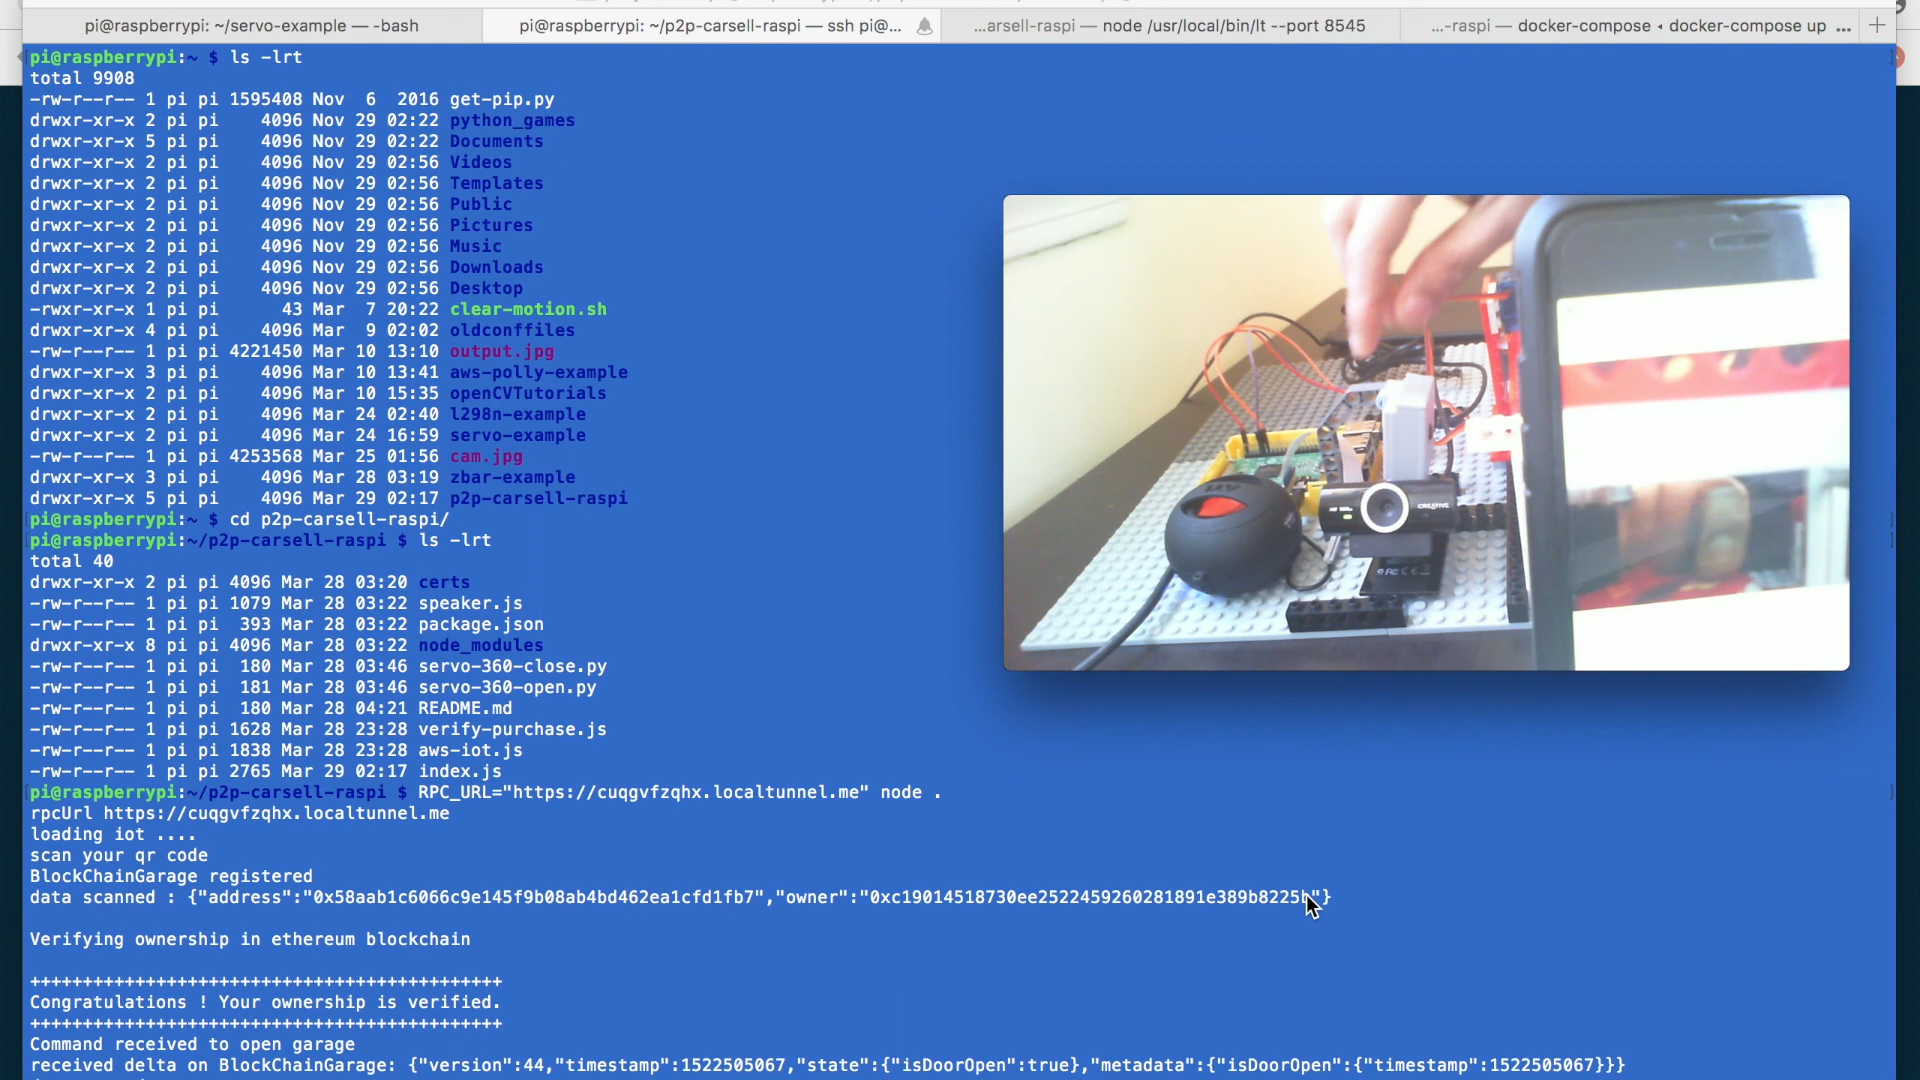 pi@raspberrypi: ~/servo-example — -bash
pi@raspberrypi: ~/p2p-carsell-raspi — ssh pi@...
...arsell-raspi — node /usr/local/bin/lt --port 8545
...-raspi — docker-compose ◂ docker-compose up ...
pi@raspberrypi:~ $ ls -lrt
total 9908
-rw-r--r-- 1 pi pi 1595408 Nov  6  2016 get-pip.py
drwxr-xr-x 2 pi pi    4096 Nov 29 02:22 python_games
drwxr-xr-x 5 pi pi    4096 Nov 29 02:22 Documents
drwxr-xr-x 2 pi pi    4096 Nov 29 02:56 Videos
drwxr-xr-x 2 pi pi    4096 Nov 29 02:56 Templates
drwxr-xr-x 2 pi pi    4096 Nov 29 02:56 Public
drwxr-xr-x 2 pi pi    4096 Nov 29 02:56 Pictures
drwxr-xr-x 2 pi pi    4096 Nov 29 02:56 Music
drwxr-xr-x 2 pi pi    4096 Nov 29 02:56 Downloads
drwxr-xr-x 2 pi pi    4096 Nov 29 02:56 Desktop
-rwxr-xr-x 1 pi pi      43 Mar  7 20:22 clear-motion.sh
drwxr-xr-x 4 pi pi    4096 Mar  9 02:02 oldconffiles
-rw-r--r-- 1 pi pi 4221450 Mar 10 13:10 output.jpg
drwxr-xr-x 3 pi pi    4096 Mar 10 13:41 aws-polly-example
drwxr-xr-x 2 pi pi    4096 Mar 10 15:35 openCVTutorials
drwxr-xr-x 2 pi pi    4096 Mar 24 02:40 l298n-example
drwxr-xr-x 2 pi pi    4096 Mar 24 16:59 servo-example
-rw-r--r-- 1 pi pi 4253568 Mar 25 01:56 cam.jpg
drwxr-xr-x 3 pi pi    4096 Mar 28 03:19 zbar-example
drwxr-xr-x 5 pi pi    4096 Mar 29 02:17 p2p-carsell-raspi
pi@raspberrypi:~ $ cd p2p-carsell-raspi/
pi@raspberrypi:~/p2p-carsell-raspi $ ls -lrt
total 40
drwxr-xr-x 2 pi pi 4096 Mar 28 03:20 certs
-rw-r--r-- 1 pi pi 1079 Mar 28 03:22 speaker.js
-rw-r--r-- 1 pi pi  393 Mar 28 03:22 package.json
drwxr-xr-x 8 pi pi 4096 Mar 28 03:22 node_modules
-rw-r--r-- 1 pi pi  180 Mar 28 03:46 servo-360-close.py
-rw-r--r-- 1 pi pi  181 Mar 28 03:46 servo-360-open.py
-rw-r--r-- 1 pi pi  180 Mar 28 04:21 README.md
-rw-r--r-- 1 pi pi 1628 Mar 28 23:28 verify-purchase.js
-rw-r--r-- 1 pi pi 1838 Mar 28 23:28 aws-iot.js
-rw-r--r-- 1 pi pi 2765 Mar 29 02:17 index.js
pi@raspberrypi:~/p2p-carsell-raspi $ RPC_URL="https://cuqgvfzqhx.localtunnel.me" node .
rpcUrl https://cuqgvfzqhx.localtunnel.me
loading iot ....
scan your qr code
BlockChainGarage registered
data scanned : {"address":"0x58aab1c6066c9e145f9b08ab4bd462ea1cfd1fb7","owner":"0xc19014518730ee2522459260281891e389b8225b"}
Verifying ownership in ethereum blockchain
+++++++++++++++++++++++++++++++++++++++++++++
Congratulations ! Your ownership is verified.
+++++++++++++++++++++++++++++++++++++++++++++
Command received to open garage
received delta on BlockChainGarage: {"version":44,"timestamp":1522505067,"state":{"isDoorOpen":true},"metadata":{"isDoorOpen":{"timestamp":1522505067}}}
CREATIVE
FC CE